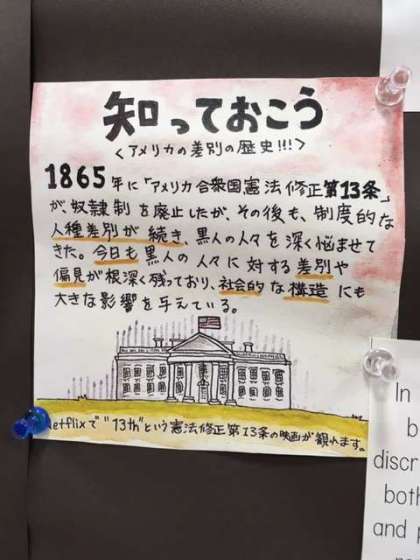 知っておこう
<アメリカの差別の歴史!!!>
1865年に「アメリカ合衆国憲法修正第13条」
が、奴隷制を廃止したが、その後も、制度的な
人種差別が続き、黒人の人々を深く悩ませて
きた。今日も黒人の人々に対する差別や
偏見が根深く残っており、社会的な構造にも
大きな影響を与えている。
etflixで"13th"という憲法修正第13条の映画が観れます。
In
b
discr
both
and p